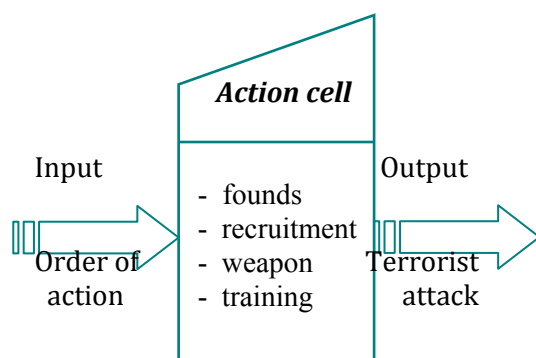 Action cell
Input
Order of
action
- founds
- recruitment
- weapon
- training
Output
Terrorist
attack